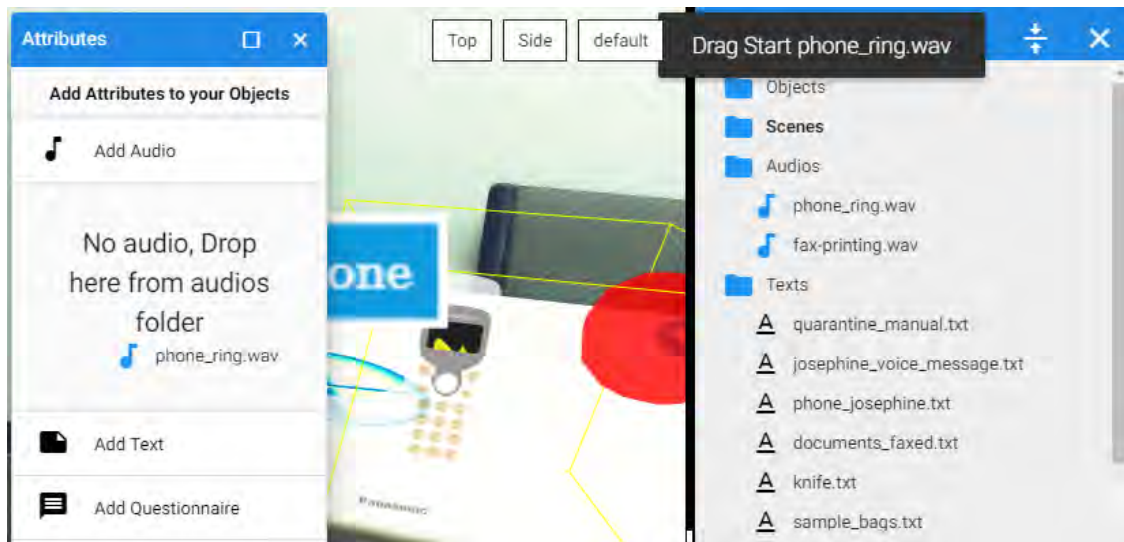 Attributes
Add Attributes to your Objects
Add Audio
No audio, Drop
here from audios
folder
phone_ring.wav
Add Text
Add Questionnaire
Top
Side
default
one
Panasonic
Drag Start phone_ring.wav
Objects
Scenes
Audios
phone_ring.wav
fax-printing.wav
Texts
quarantine_manual.txt
josephine_voice_message.txt
phone_josephine.txt
documents_faxed.txt
knife.txt
sample_bags.txt